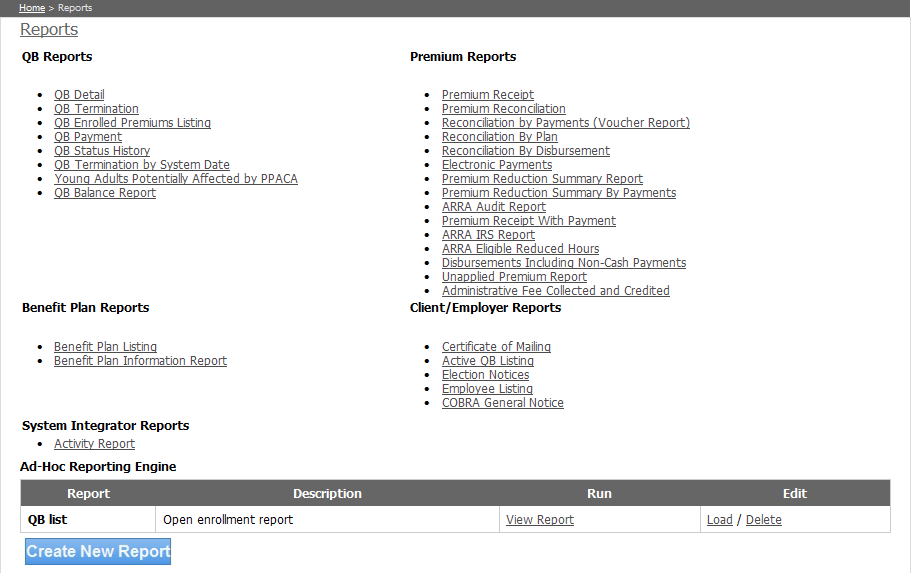 Home > Reports
Reports
QB Reports
QB Detail
QB Termination
QB Enrolled Premiums Listing
QB Payment
QB Status History
QB Termination by System Date
Young Adults Potentially Affected by PPACA
QB Balance Report
Premium Reports
Premium Receipt
Premium Reconciliation
Reconciliation by Payments (Voucher Report)
Reconciliation By Plan
Reconciliation By Disbursement
Electronic Payments
Premium Reduction Summary Report
Premium Reduction Summary By Payments
ARRA Audit Report
Premium Receipt With Payment
ARRA IRS Report
ARRA Eligible Reduced Hours
Disbursements Including Non-Cash Payments
Unapplied Premium Report
Administrative Fee Collected and Credited
Benefit Plan Reports
Benefit Plan Listing
Benefit Plan Information Report
Client/Employer Reports
Certificate of Mailing
Active QB Listing
Election Notices
Employee Listing
COBRA General Notice
System Integrator Reports
Activity Report
Ad-Hoc Reporting Engine
Report Description Run Edit
QB list Open enrollment report View Report Load / Delete
Create New Report